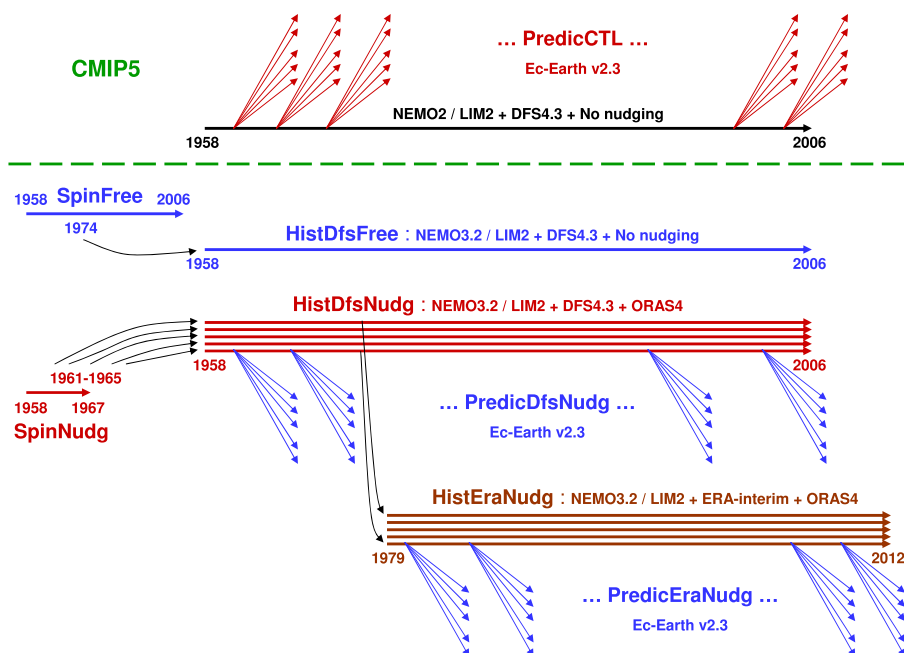 ... PredicCTL ...
CMIP5
Ec-Earth v2.3
NEMO2 / LIM2 + DFS4.3 + No nudging
1958 2006
1958 SpinFree 2006
1974
HistDfsFree : NEMO3.2 / LIM2 + DFS4.3 + No nudging
1958 2006
HistDfsNudg : NEMO3.2 / LIM2 + DFS4.3 + ORAS4
1958 2006
1961-1965
1958 1967
SpinNudg
... PredicDfsNudg ...
Ec-Earth v2.3
HistEraNudg : NEMO3.2 / LIM2 + ERA-interim + ORAS4
1979 2012
... PredicEraNudg ...
Ec-Earth v2.3